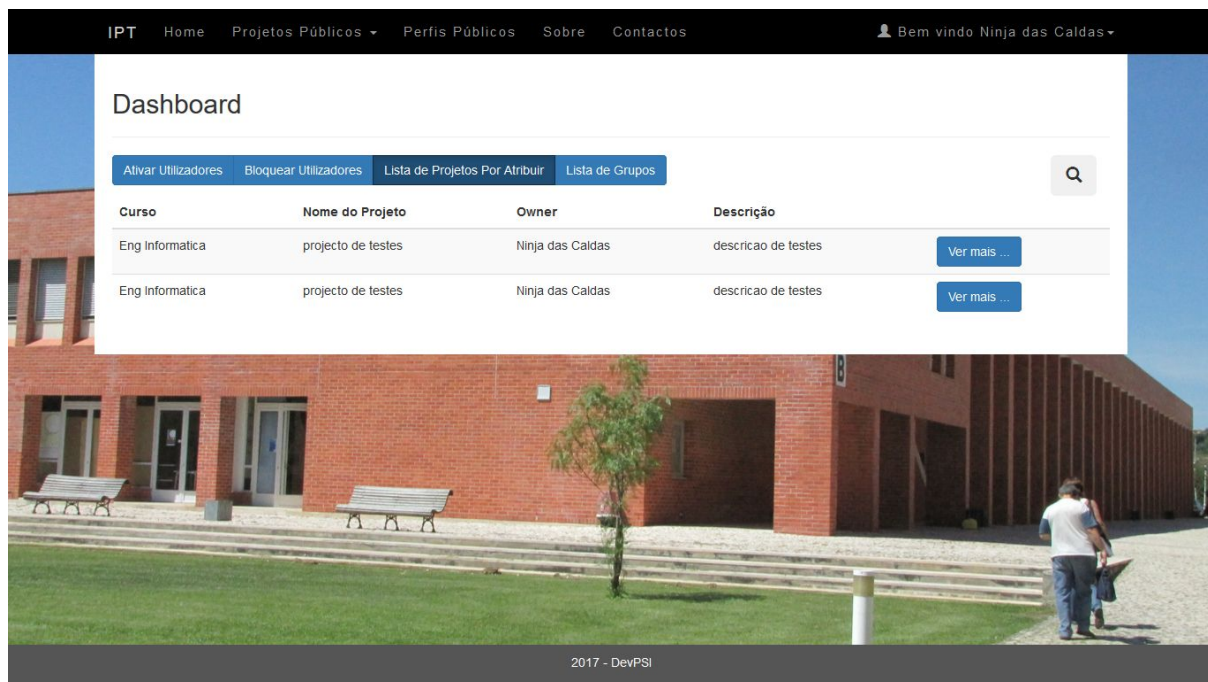 IPT Home Projetos Públicos Perfis Públicos Sobre Contactos Bem vindo Ninja das Caldas
Dashboard
Ativar Utilizadores Bloquear Utilizadores Lista de Projetos Por Atribuir Lista de Grupos
Curso Nome do Projeto Owner Descrição
Eng Informatica projecto de testes Ninja das Caldas descricao de testes Ver mais ...
Eng Informatica projecto de testes Ninja das Caldas descricao de testes Ver mais ...
B
2017 - DevPSI